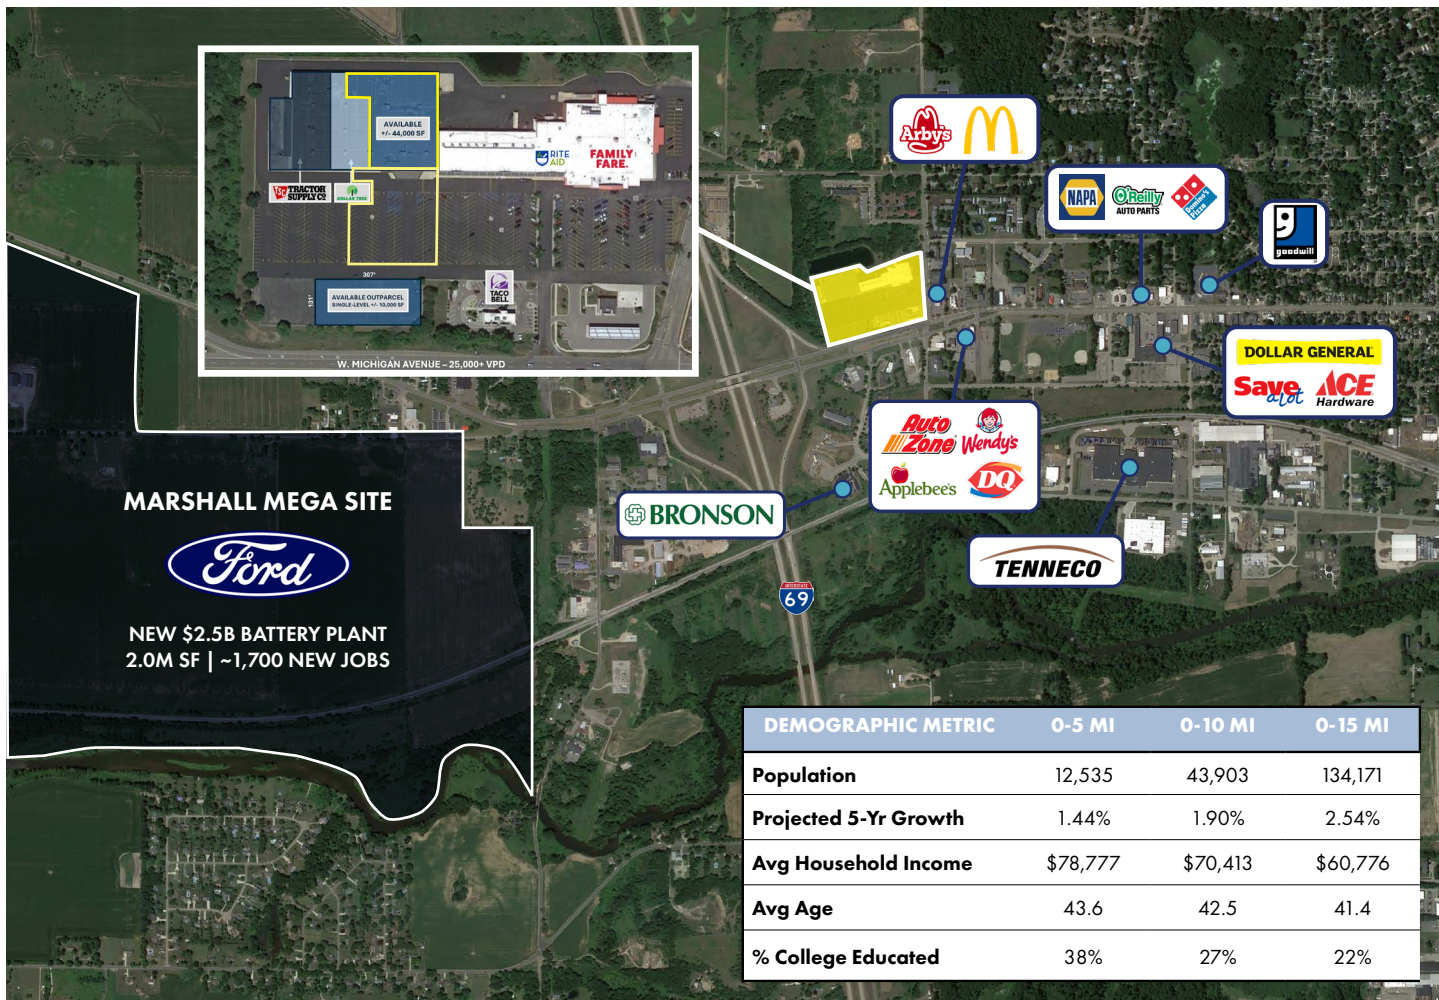 AVAILABLE
+/- 44,000 SF
RITE
AID
FAMILY
FARE.
TSC TRACTOR
SUPPLY CO
DOLLAR TREE
307'
131'
AVAILABLE OUTPARCEL
SINGLE-LEVEL +/- 10,000 SF
TACO
BELL
W. MICHIGAN AVENUE – 25,000+ VPD
Arby's
NAPA
O'Reilly
AUTO PARTS
Domino's
Pizza
goodwill
DOLLAR GENERAL
Save
a lot
ACE
Hardware
Auto
Zone
Wendy's
Applebee's
DQ
BRONSON
TENNECO
INTERSTATE
69
MARSHALL MEGA SITE
Ford
NEW $2.5B BATTERY PLANT
2.0M SF | ~1,700 NEW JOBS
DEMOGRAPHIC METRIC 0-5 MI 0-10 MI 0-15 MI
Population 12,535 43,903 134,171
Projected 5-Yr Growth 1.44% 1.90% 2.54%
Avg Household Income $78,777 $70,413 $60,776
Avg Age 43.6 42.5 41.4
% College Educated 38% 27% 22%